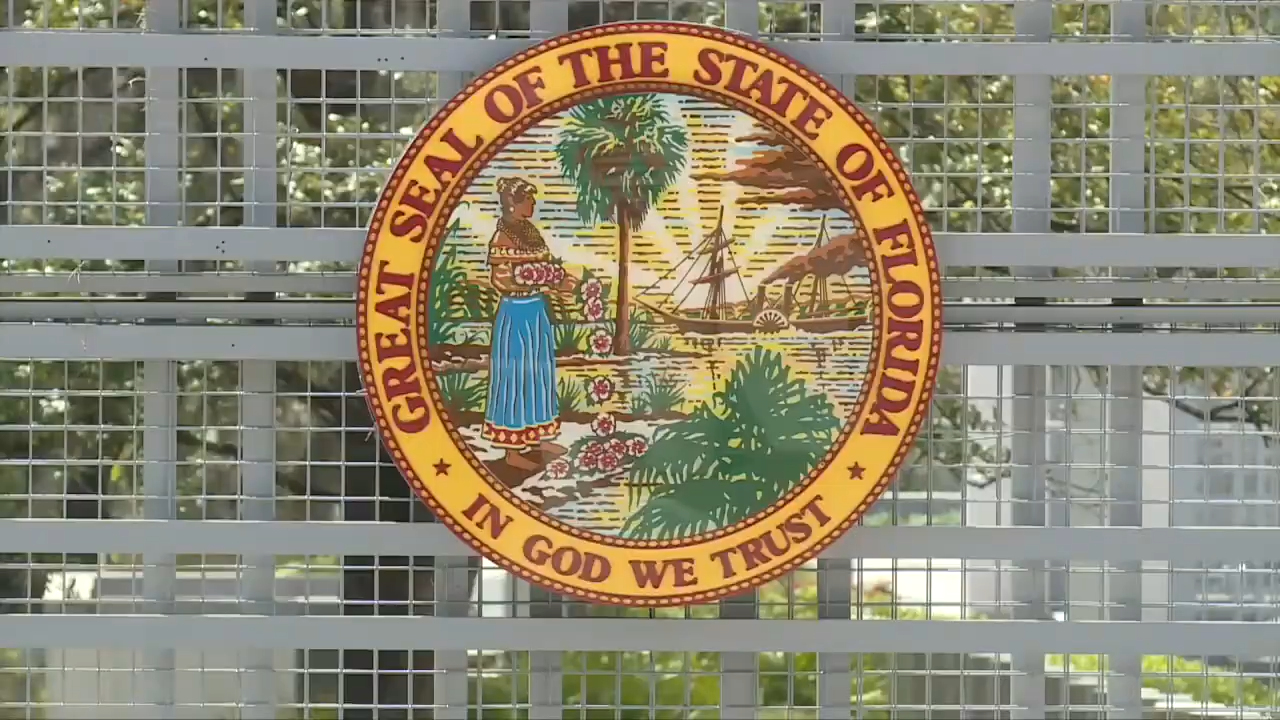 GREAT SEAL OF THE STATE OF FLORIDA
IN GOD WE TRUST